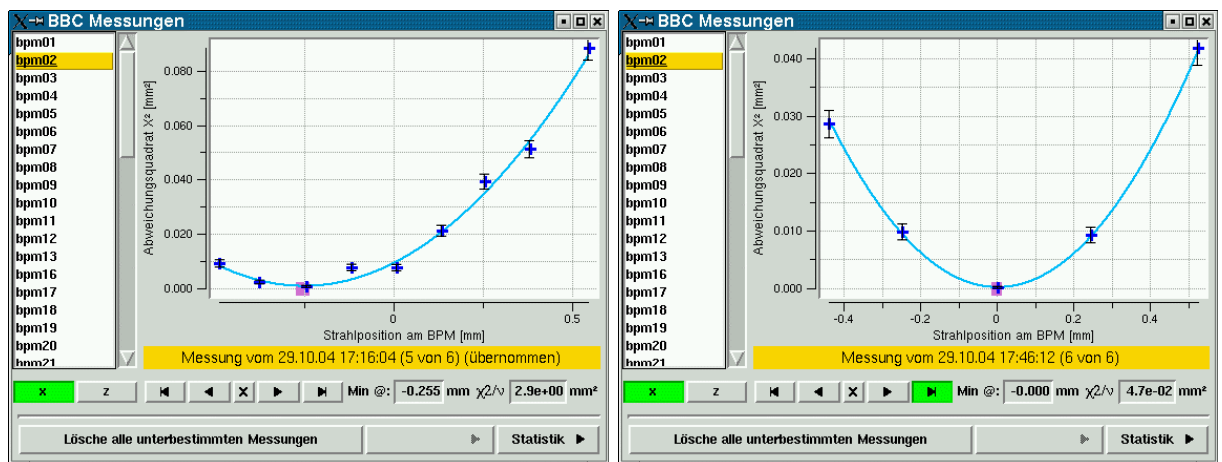 BBC Messungen
bpm01
bpm02
bpm03
bpm04
bpm05
bpm06
bpm07
bpm08
bpm09
bpm10
bpm11
bpm12
bpm13
bpm16
bpm17
bpm18
bpm19
bpm20
bpm21
Abweichungsquadrat X² [mm²]
0.080
0.060
0.040
0.020
0.000
0 0.5
Strahlposition am BPM [mm]
Messung vom 29.10.04 17:16:04 (5 von 6) (übernommen)
x z X Min @: -0.255 mm χ2/ν 2.9e+00 mm²
Lösche alle unterbestimmten Messungen Statistik
BBC Messungen
bpm01
bpm02
bpm03
bpm04
bpm05
bpm06
bpm07
bpm08
bpm09
bpm10
bpm11
bpm12
bpm13
bpm16
bpm17
bpm18
bpm19
bpm20
bpm21
Abweichungsquadrat X² [mm²]
0.040
0.030
0.020
0.010
0.000
-0.4 -0.2 0 0.2 0.4
Strahlposition am BPM [mm]
Messung vom 29.10.04 17:46:12 (6 von 6)
x z X Min @: -0.000 mm χ2/ν 4.7e-02 mm²
Lösche alle unterbestimmten Messungen Statistik